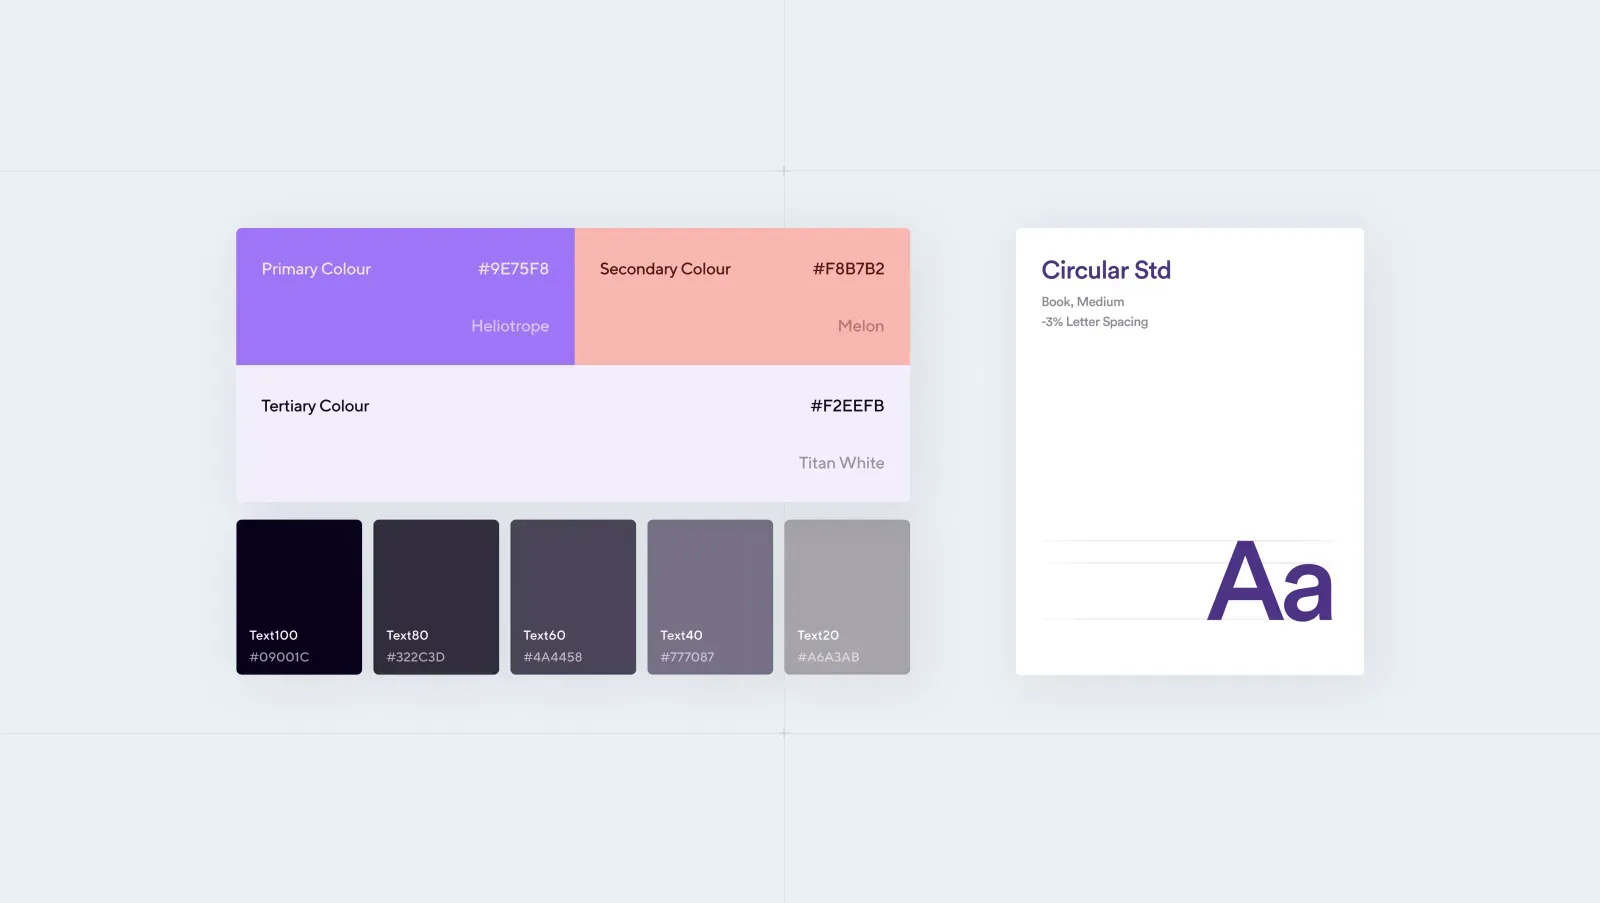 Primary Colour #9E75F8
Heliotrope
Secondary Colour #F8B7B2
Melon
Tertiary Colour #F2EEFB
Titan White
Text100
#09001C
Text80
#322C3D
Text60
#4A4458
Text40
#777087
Text20
#A6A3AB
Circular Std
Book, Medium
-3% Letter Spacing
Aa